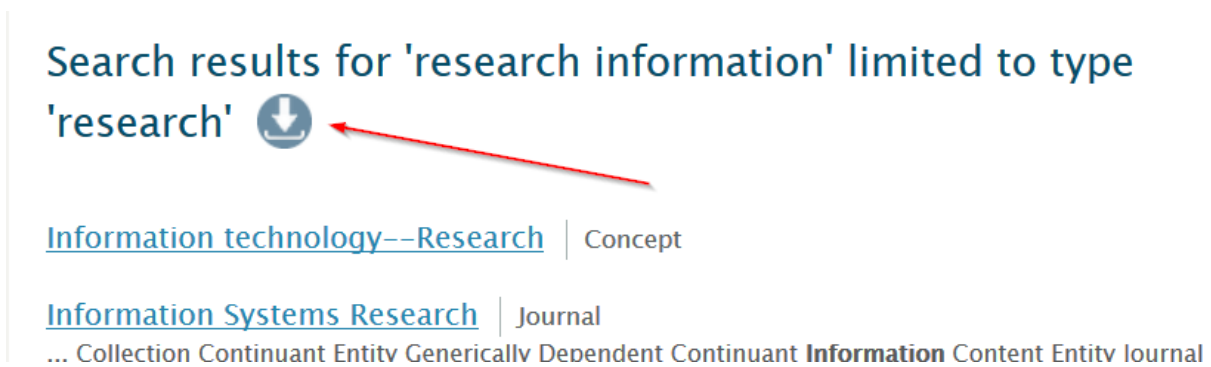 Search results for 'research information' limited to type
'research'
Information technology--Research Concept
Information Systems Research Journal
... Collection Continuant Entity Generically Dependent Continuant Information Content Entity Journal